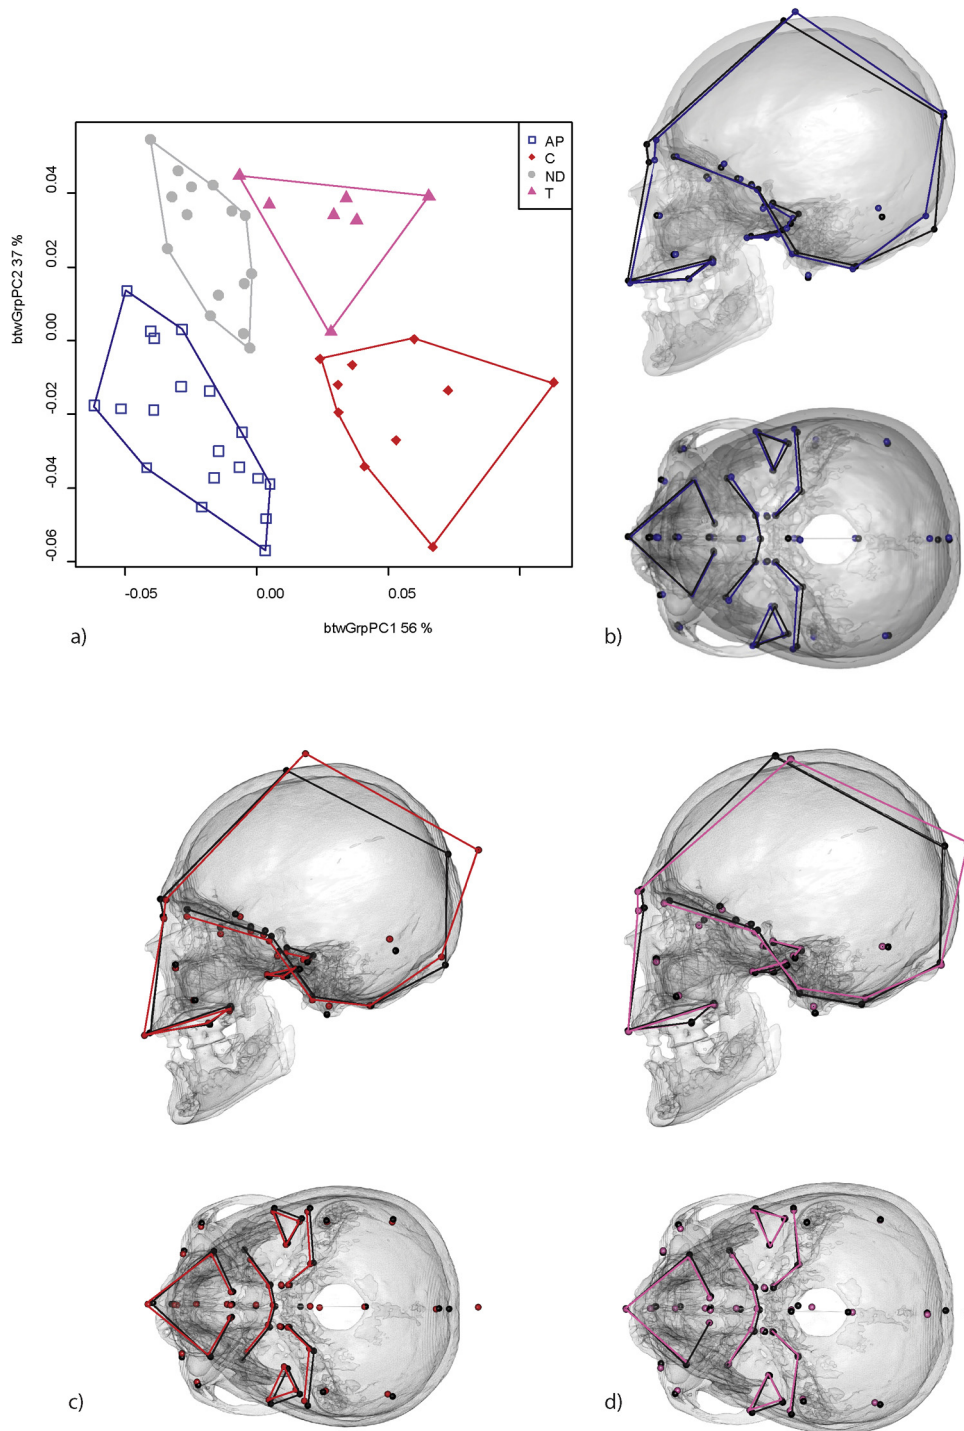 AP
C
ND
T
0.04
0.02
0.00
-0.02
-0.04
-0.06
btwGrpPC2 37 %
-0.05
0.00
0.05
btwGrpPC1 56 %
a)
b)
c)
d)